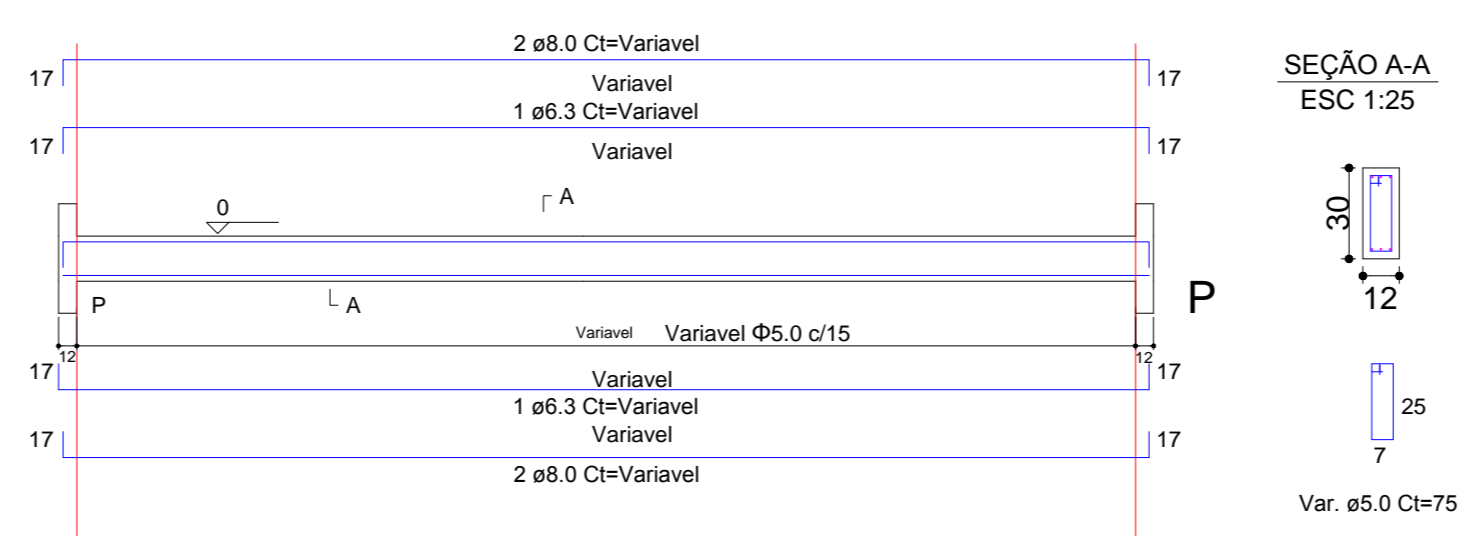 2 ø8.0 Ct=Variavel
17
Variavel
17
1 ø6.3 Ct=Variavel
17
Variavel
17
A
0
P
A
P
Variavel
Variavel Φ5.0 c/15
12
12
17
Variavel
17
1 ø6.3 Ct=Variavel
17
Variavel
17
2 ø8.0 Ct=Variavel
SEÇÃO A-A
ESC 1:25
30
12
25
7
Var. ø5.0 Ct=75